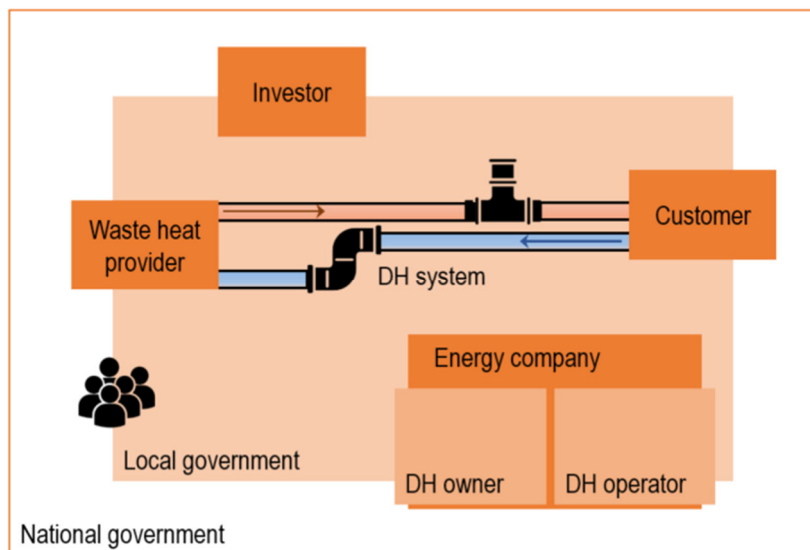 Investor
Waste heat
provider
Customer
DH system
Energy company
DH owner
DH operator
Local government
National government